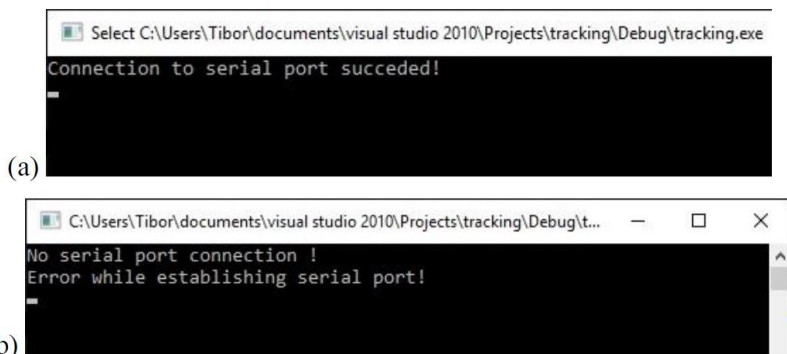 Select C:\Users\Tibor\documents\visual studio 2010\Projects\tracking\Debug\tracking.exe
Connection to serial port succeded!
(a)
C:\Users\Tibor\documents\visual studio 2010\Projects\tracking\Debug\t...
No serial port connection !
Error while establishing serial port!
b)